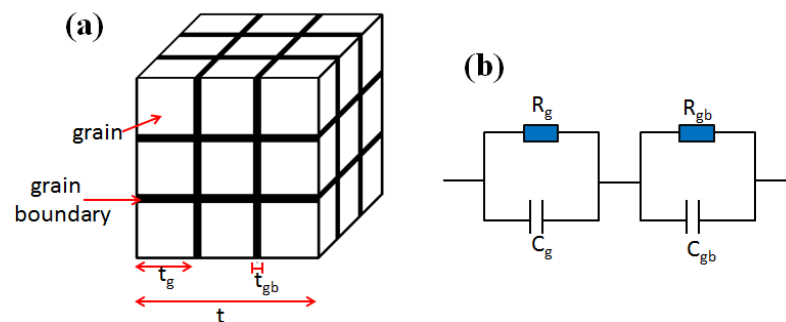 (a)
grain
grain
boundary
t_g
t_gb
t
(b)
R_g
R_gb
C_g
C_gb